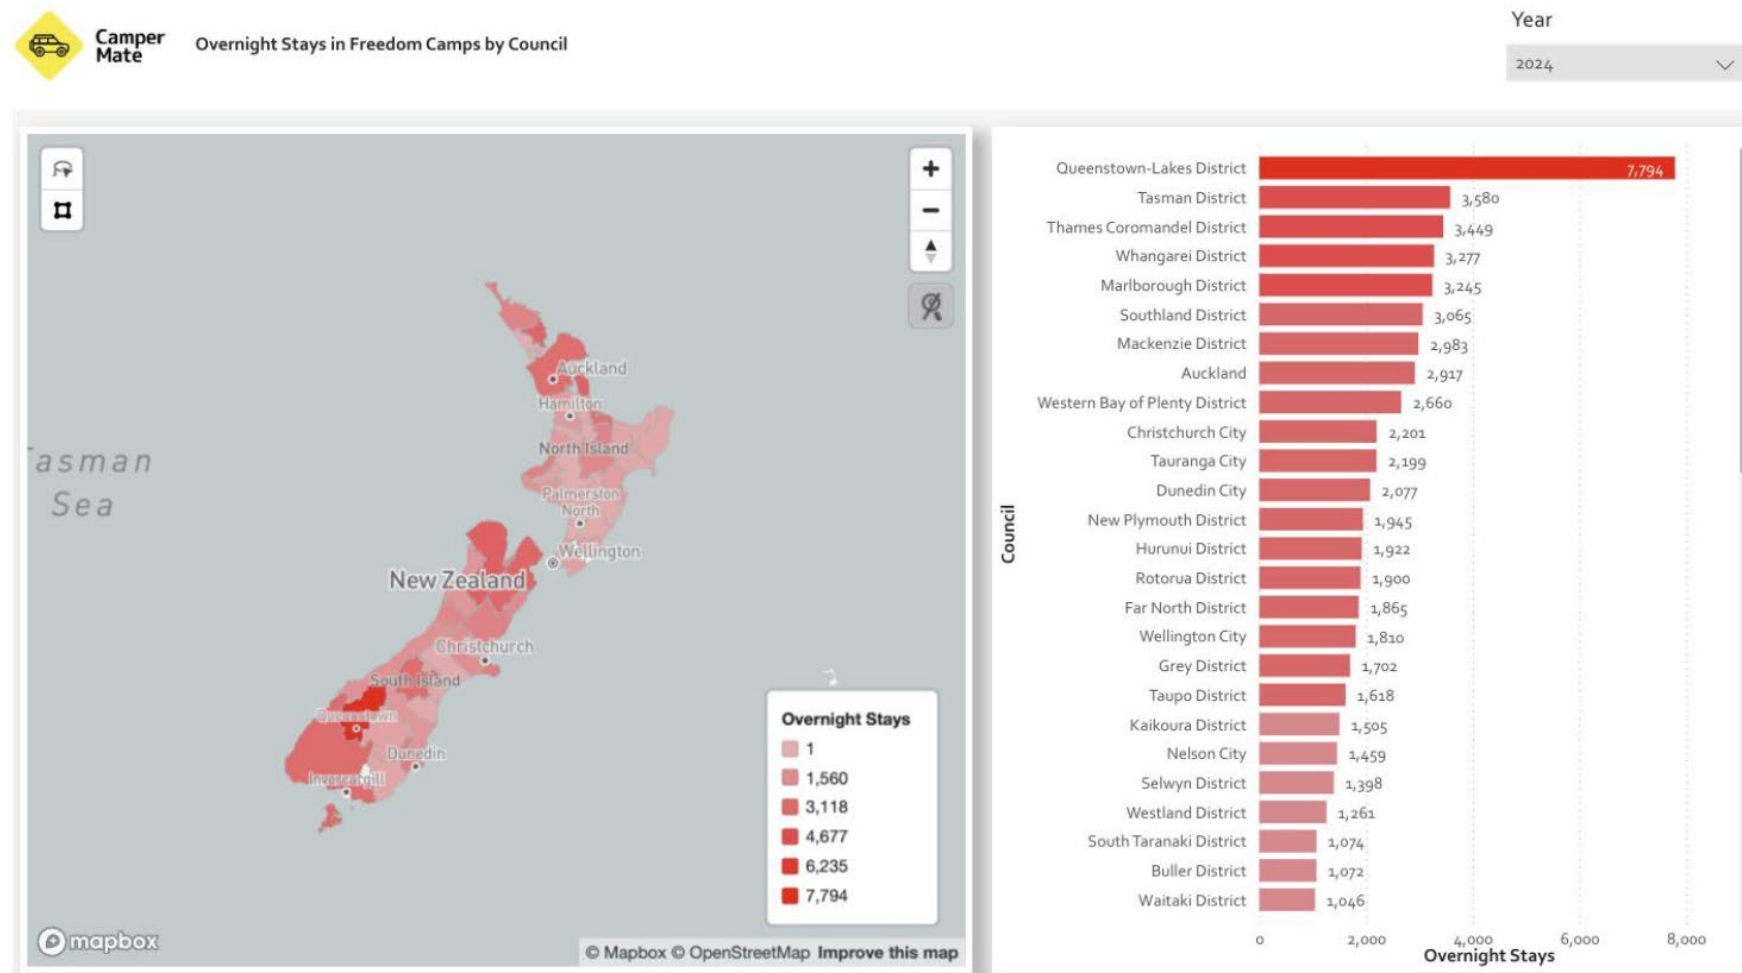 Camper
Mate
Overnight Stays in Freedom Camps by Council
Year
2024
Auckland
Hamilton
North Island
Palmerston
North
Wellington
asman
Sea
New Zealand
Christchurch
South Island
Queenstown
Dunedin
Invercargill
Overnight Stays
1
1,560
3,118
4,677
6,235
7,794
mapbox
© Mapbox © OpenStreetMap Improve this map
Council
Queenstown-Lakes District 7,794
Tasman District 3,580
Thames Coromandel District 3,449
Whangarei District 3,277
Marlborough District 3,245
Southland District 3,065
Mackenzie District 2,983
Auckland 2,917
Western Bay of Plenty District 2,660
Christchurch City 2,201
Tauranga City 2,199
Dunedin City 2,077
New Plymouth District 1,945
Hurunui District 1,922
Rotorua District 1,900
Far North District 1,865
Wellington City 1,810
Grey District 1,702
Taupo District 1,618
Kaikoura District 1,505
Nelson City 1,459
Selwyn District 1,398
Westland District 1,261
South Taranaki District 1,074
Buller District 1,072
Waitaki District 1,046
0 2,000 4,000 6,000 8,000
Overnight Stays